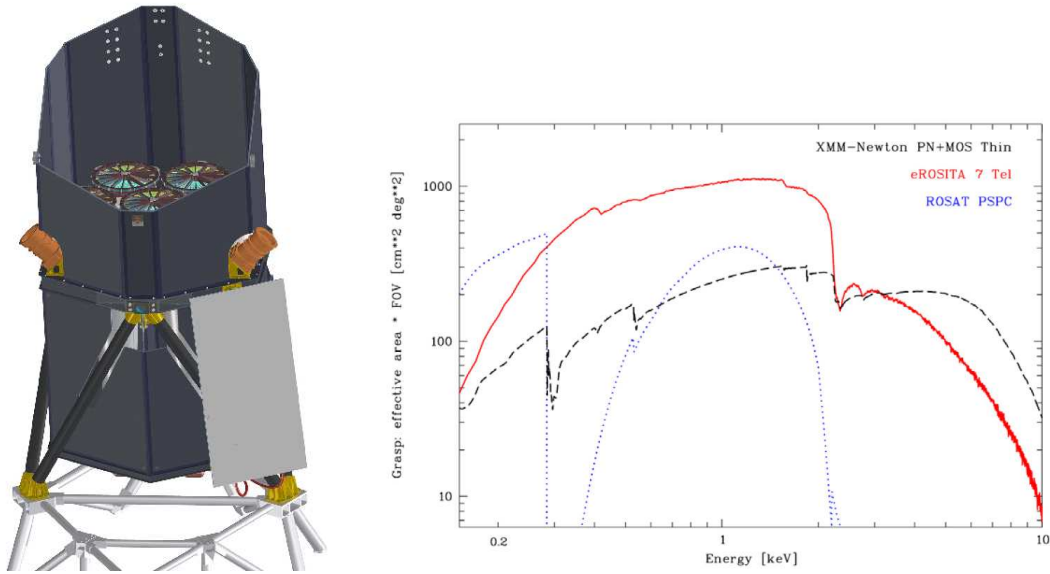 XMM-Newton PN+MOS Thin
eROSITA 7 Tel
ROSAT PSPC
Grasp: effective area * FOV [cm**2 deg**2]
1000
100
10
0.2
1
10
Energy [keV]